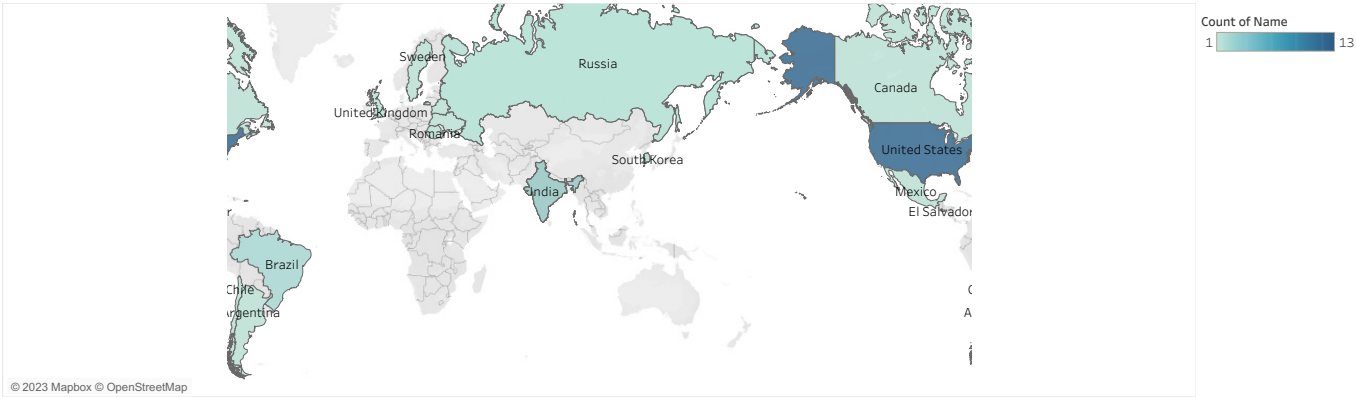 Count of Name
1
13
Sweden
Russia
Canada
United Kingdom
Romania
United States
South Korea
India
Mexico
El Salvador
r
Brazil
Chile
C
Argentina
A
© 2023 Mapbox © OpenStreetMap